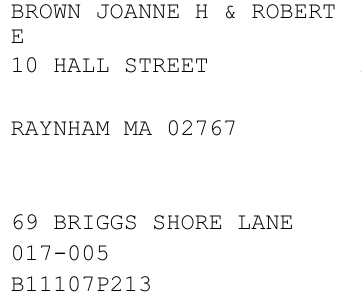 BROWN JOANNE H & ROBERT
E
10 HALL STREET
RAYNHAM MA 02767
69 BRIGGS SHORE LANE
017-005
B11107P213